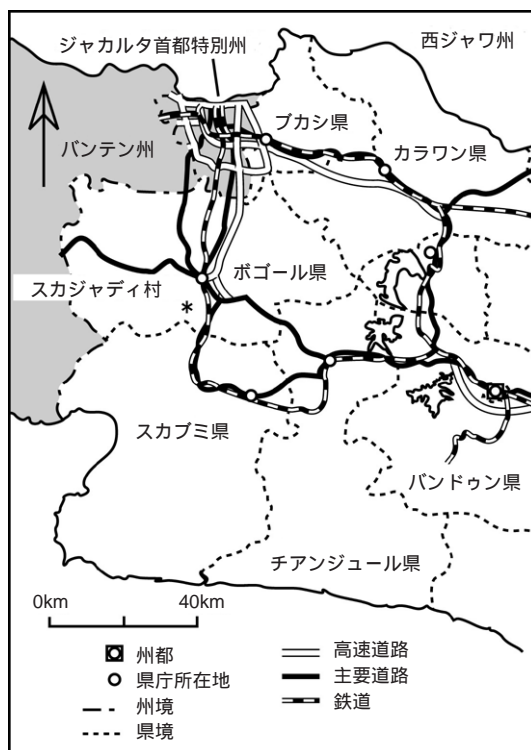 ジャカルタ首都特別州
西ジャワ州
ブカシ県
バンテン州
カラワン県
ボゴール県
スカジャディ村
*
スカブミ県
バンドゥン県
チアンジュール県
0km 40km
州都
県庁所在地
州境
県境
高速道路
主要道路
鉄道